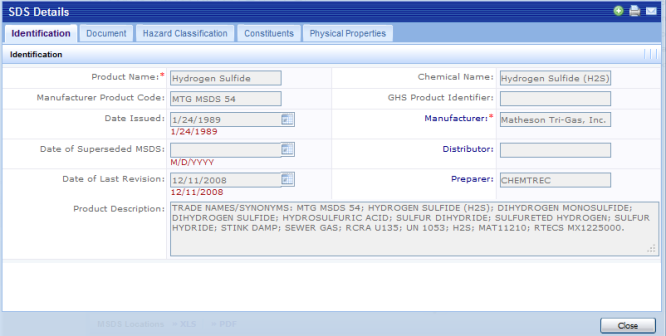 SDS Details
Identification Document Hazard Classification Constituents Physical Properties
Identification
Product Name:* Hydrogen Sulfide Chemical Name: Hydrogen Sulfide (H2S)
Manufacturer Product Code: MTG MSDS 54 GHS Product Identifier:
Date Issued: 1/24/1989 Manufacturer:* Matheson Tri-Gas, Inc.
1/24/1989
Date of Superseded MSDS: Distributor:
M/D/YYYY
Date of Last Revision: 12/11/2008 Preparer: CHEMTREC
12/11/2008
Product Description: TRADE NAMES/SYNONYMS: MTG MSDS 54; HYDROGEN SULFIDE (H2S); DIHYDROGEN MONOSULFIDE;
DIHYDROGEN SULFIDE; HYDROSULFURIC ACID; SULFUR DIHYDRIDE; SULFURETED HYDROGEN; SULFUR
HYDRIDE; STINK DAMP; SEWER GAS; RCRA U135; UN 1053; H2S; MAT11210; RTECS MX1225000.
MSDS Locations → XLS → PDF
Close